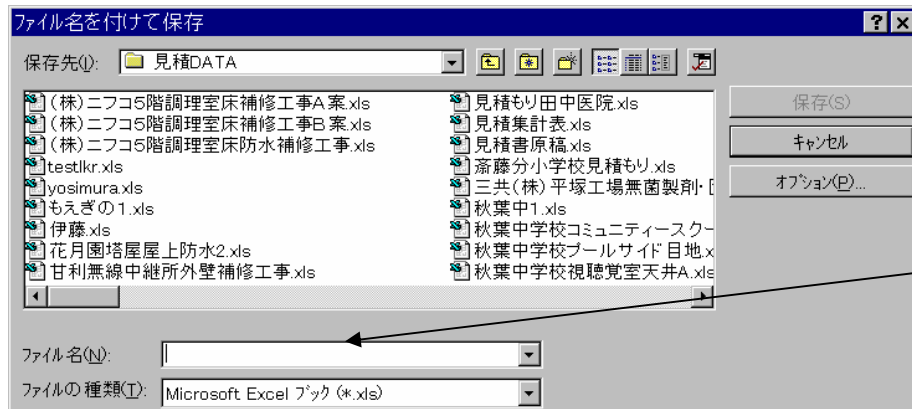 ファイル名を付けて保存
保存先(I): 見積DATA
(株)ニフコ5階調理室床補修工事A案.xls
(株)ニフコ5階調理室床補修工事B案.xls
(株)ニフコ5階調理室床防水補修工事.xls
testlkr.xls
yosimura.xls
もえぎの1.xls
伊藤.xls
花月園塔屋屋上防水2.xls
甘利無線中継所外壁補修工事.xls
見積もり田中医院.xls
見積集計表.xls
見積書原稿.xls
斎藤分小学校見積もり.xls
三共(株)平塚工場無菌製剤・
秋葉中1.xls
秋葉中学校コミュニティースクー
秋葉中学校プールサイド目地.x
秋葉中学校視聴覚室天井A.xls
保存(S)
キャンセル
オプション(P)...
ファイル名(N):
ファイルの種類(T): Microsoft Excel ブック (*.xls)